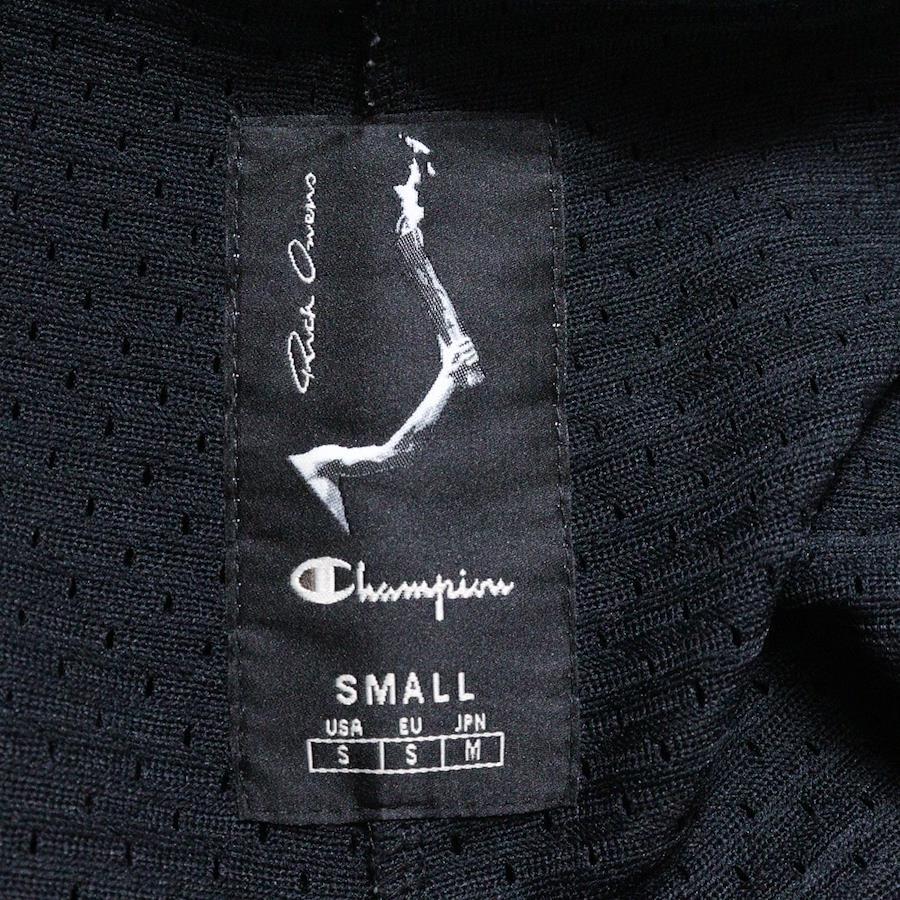 Rick Owens
Champion
SMALL
USA EU JPN
S S M